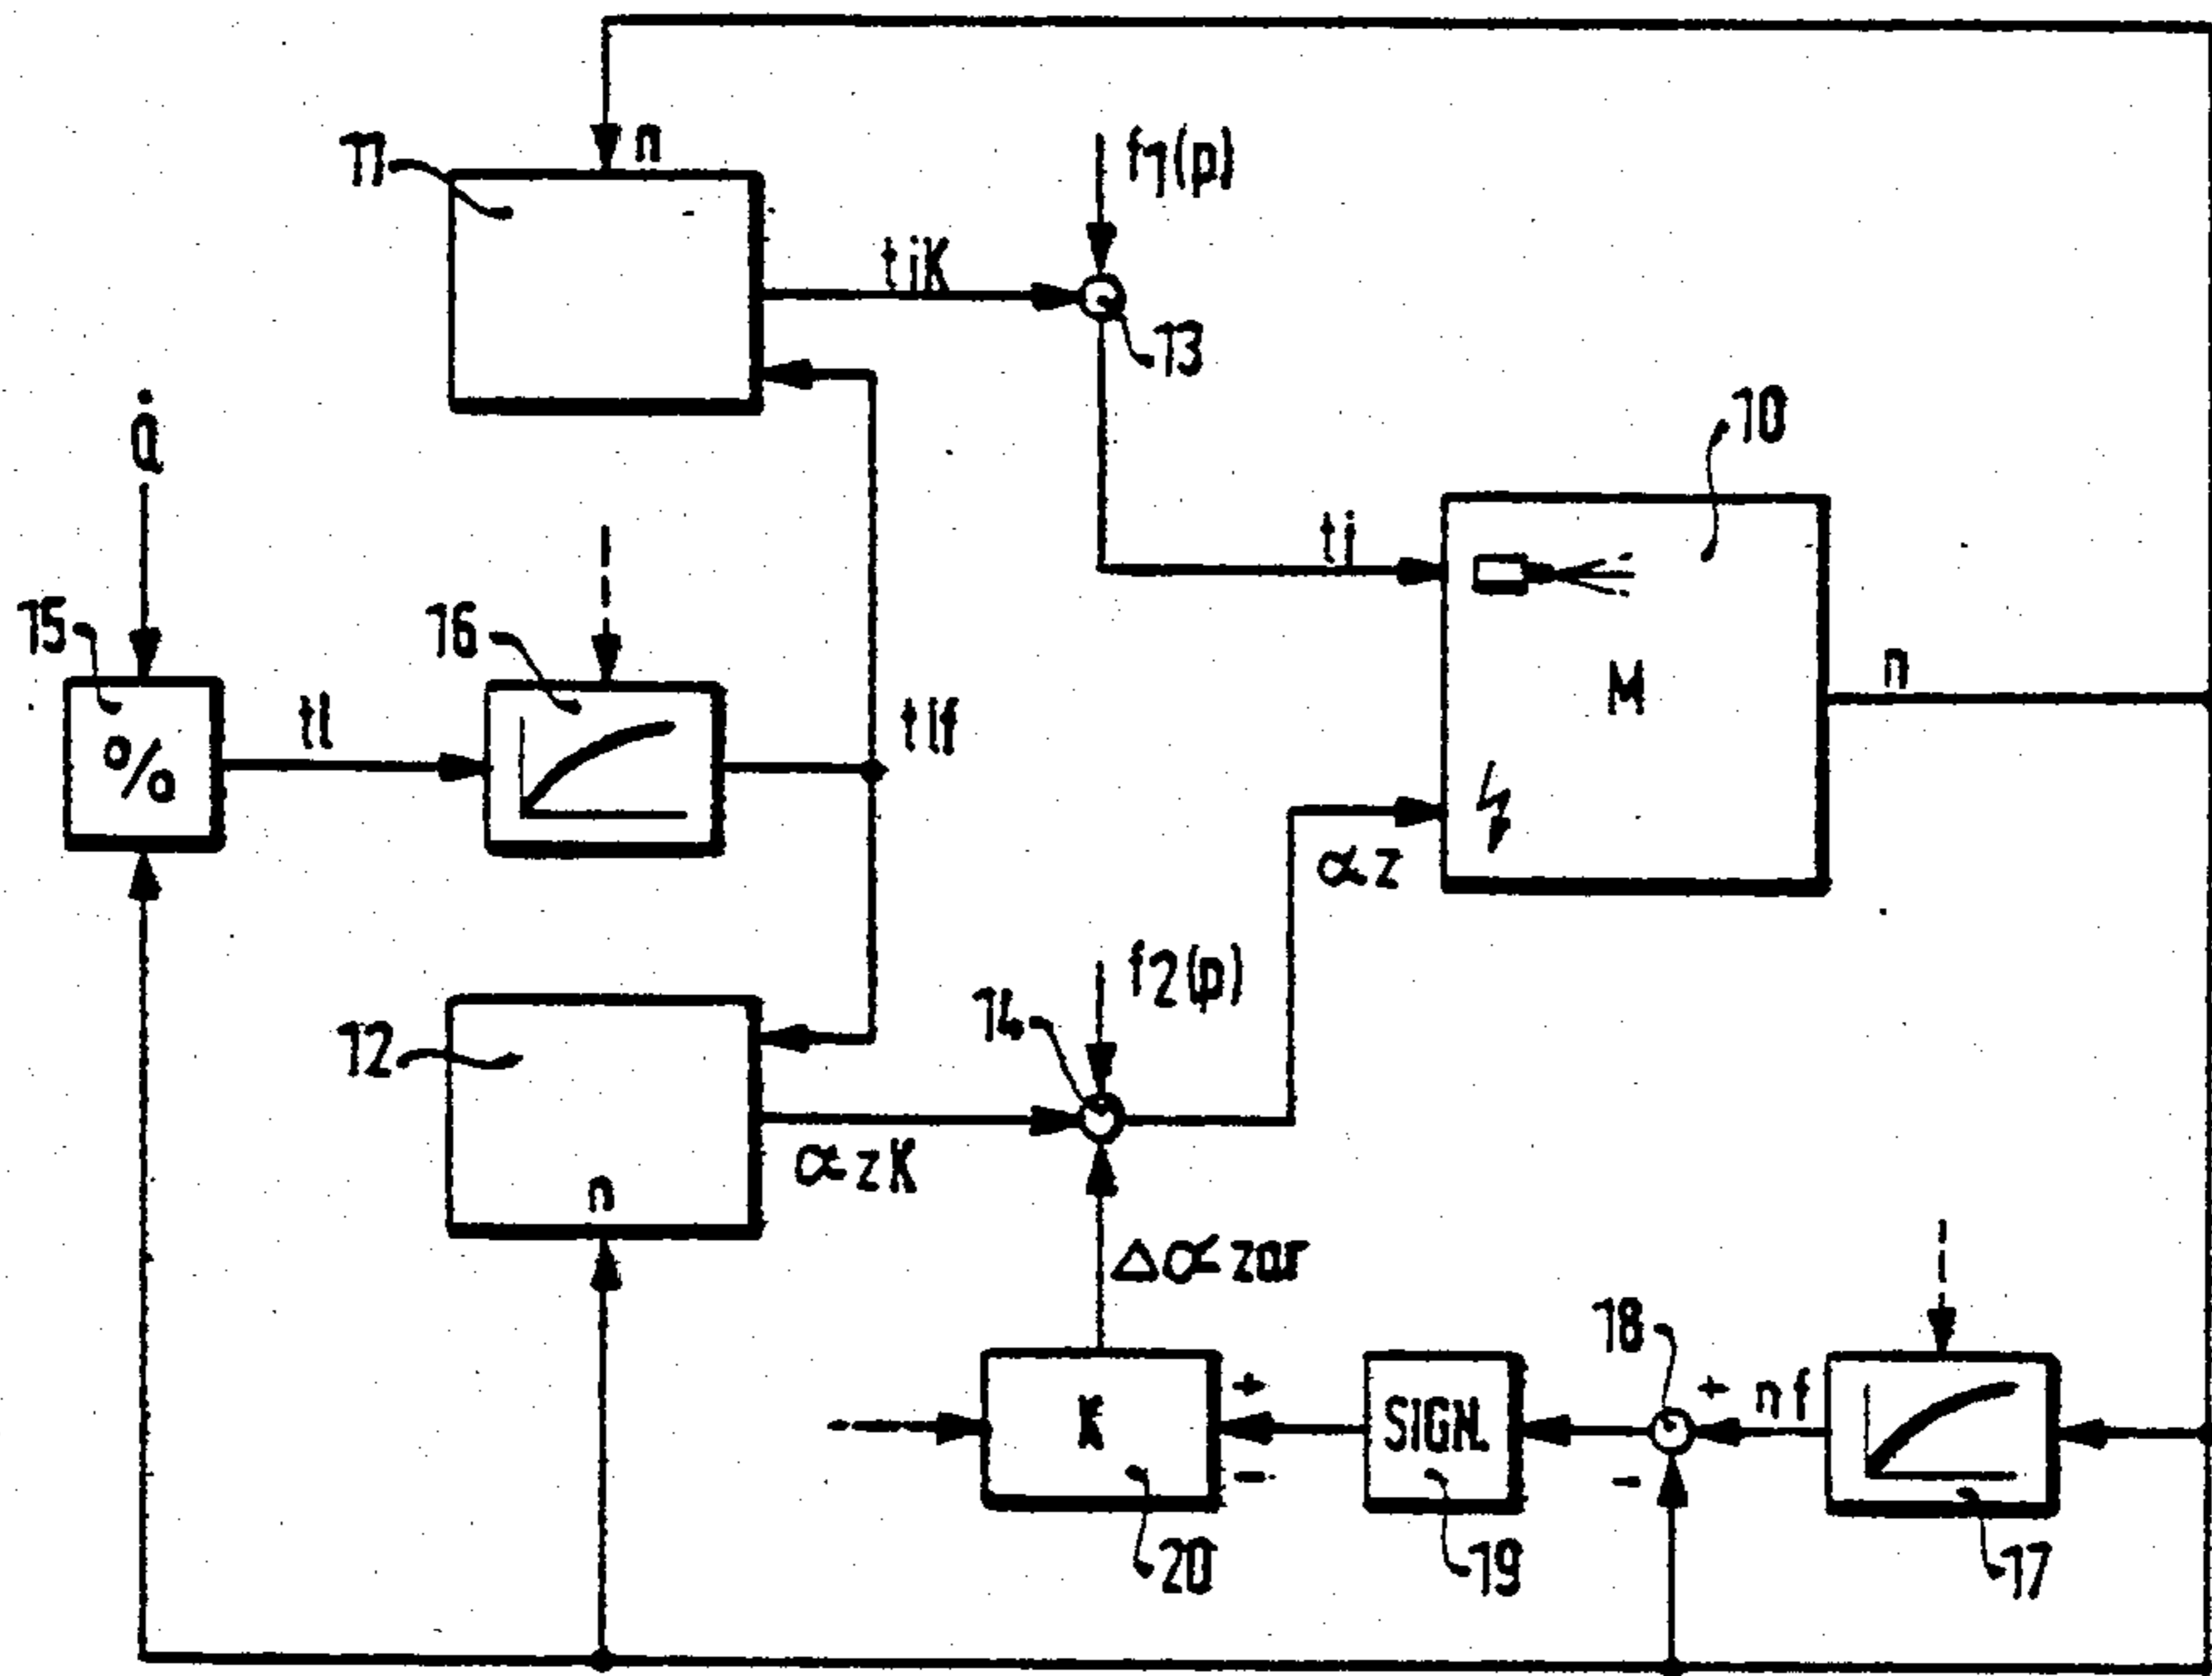 n
11
f1(p)
tiK
13
Q̇
10
ti
15
16
n
M
tl
tlf
%
αz
f2(p)
14
12
αzK
n
Δαzar
18
+
+ nf
K
SIGN.
-
-
20
19
17